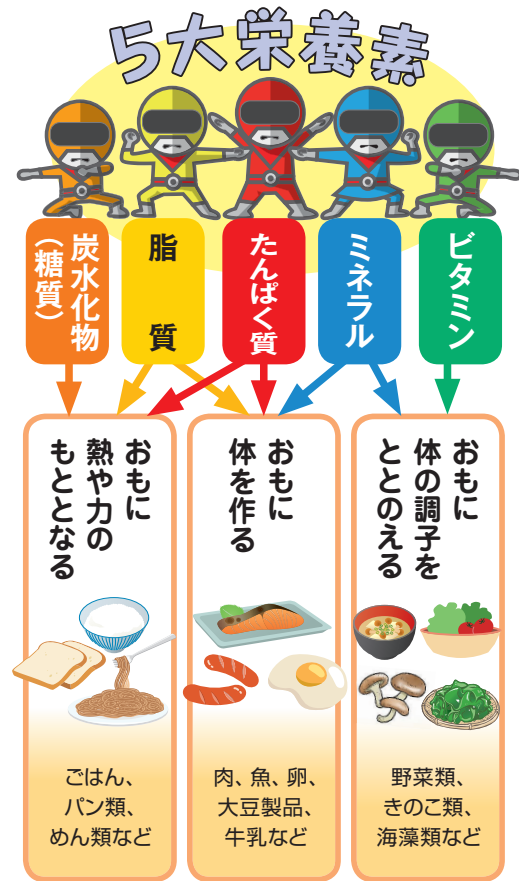 5大栄養素
炭水化物
（糖質）
脂質
たんぱく質
ミネラル
ビタミン
おもに
熱や力の
もととなる
ごはん、
パン類、
めん類など
おもに
体を作る
肉、魚、卵、
大豆製品、
牛乳など
おもに
体の調子を
ととのえる
野菜類、
きのこ類、
海藻類など